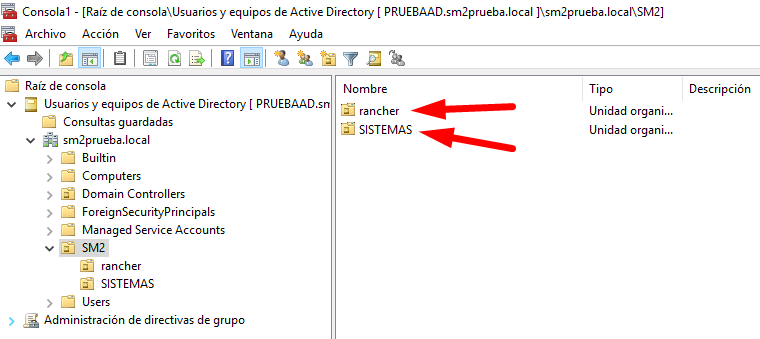 Consola1 - [Raíz de consola\Usuarios y equipos de Active Directory [ PRUEBAAD.sm2prueba.local ]\sm2prueba.local\SM2]
Archivo Acción Ver Favoritos Ventana Ayuda
Raíz de consola
Usuarios y equipos de Active Directory [ PRUEBAAD.sm
Consultas guardadas
sm2prueba.local
Builtin
Computers
Domain Controllers
ForeignSecurityPrincipals
Managed Service Accounts
SM2
rancher
SISTEMAS
Users
Administración de directivas de grupo
Nombre Tipo Descripción
rancher Unidad organi...
SISTEMAS Unidad organi...